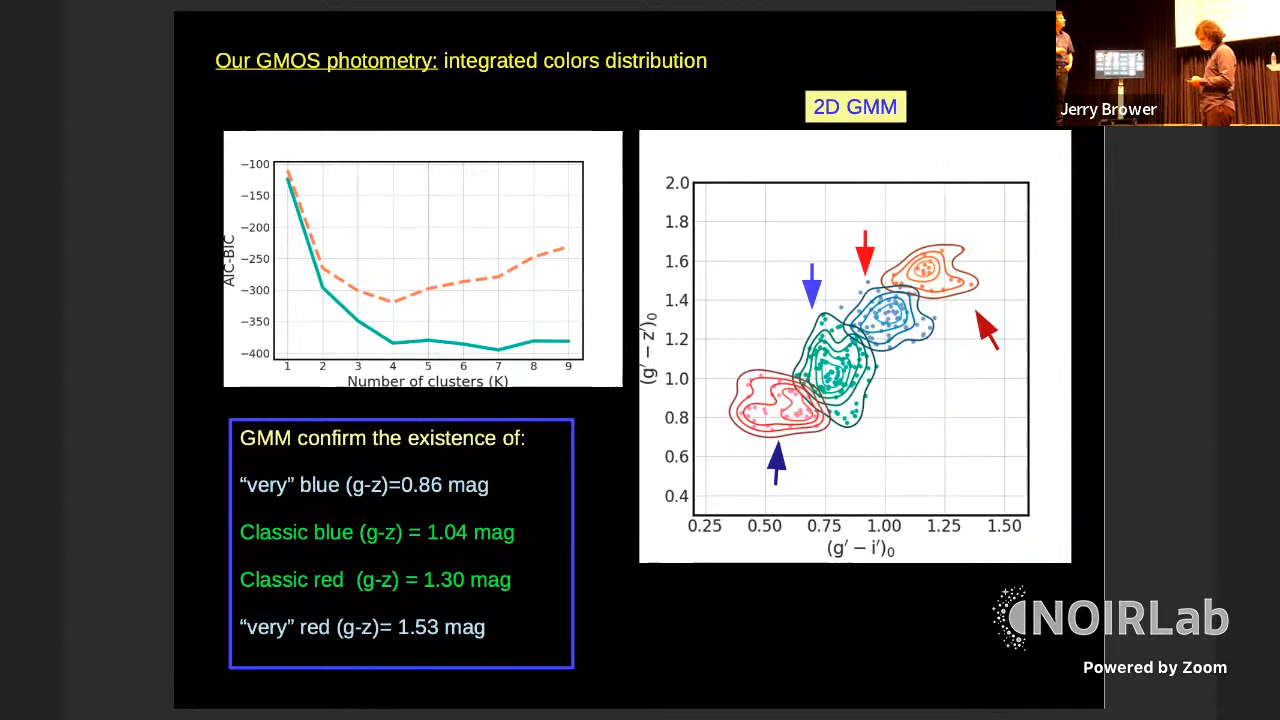 Our GMOS photometry: integrated colors distribution
2D GMM
Jerry Brower
−100
−150
−200
−250
−300
−350
−400
AIC-BIC
1 2 3 4 5 6 7 8 9
Number of clusters (K)
2.0
1.8
1.6
1.4
1.2
1.0
0.8
0.6
0.4
(g′ − z′)₀
0.25 0.50 0.75 1.00 1.25 1.50
(g′ − i′)₀
GMM confirm the existence of:
“very” blue (g-z)=0.86 mag
Classic blue (g-z) = 1.04 mag
Classic red (g-z) = 1.30 mag
“very” red (g-z)= 1.53 mag
NOIRLab
Powered by Zoom